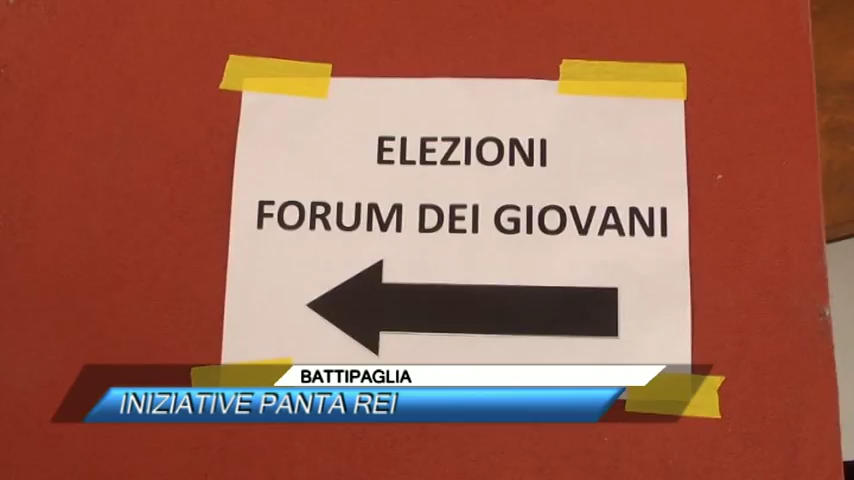 ELEZIONI
FORUM DEI GIOVANI
BATTIPAGLIA
INIZIATIVE PANTA REI